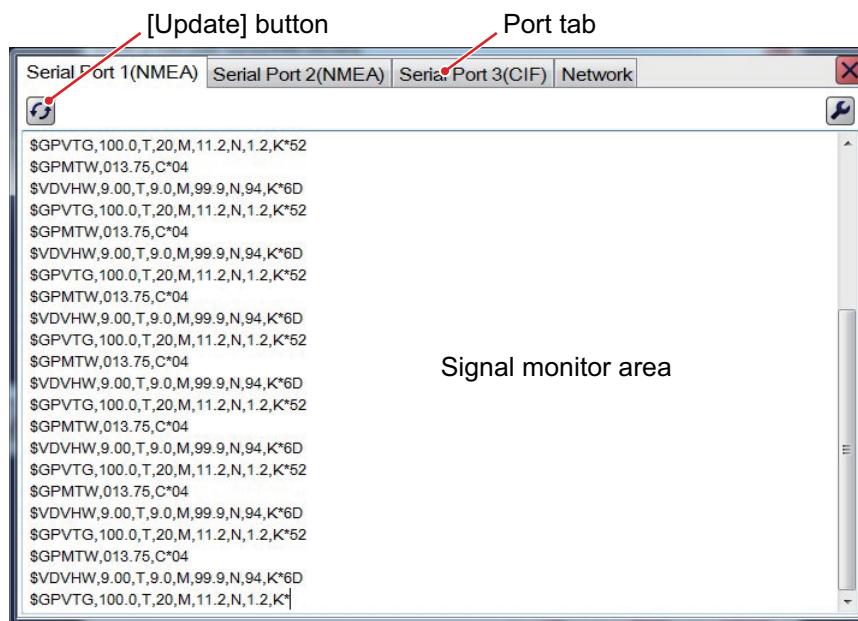 [Update] button
Port tab
Serial Port 1(NMEA)
Serial Port 2(NMEA)
Serial Port 3(CIF)
Network
$GPVTG,100.0,T,20,M,11.2,N,1.2,K*52
$GPMTW,013.75,C*04
$VDVHW,9.00,T,9.0,M,99.9,N,94,K*6D
$GPVTG,100.0,T,20,M,11.2,N,1.2,K*52
$GPMTW,013.75,C*04
$VDVHW,9.00,T,9.0,M,99.9,N,94,K*6D
$GPVTG,100.0,T,20,M,11.2,N,1.2,K*52
$GPMTW,013.75,C*04
$VDVHW,9.00,T,9.0,M,99.9,N,94,K*6D
$GPVTG,100.0,T,20,M,11.2,N,1.2,K*52
$GPMTW,013.75,C*04
Signal monitor area
$VDVHW,9.00,T,9.0,M,99.9,N,94,K*6D
$GPVTG,100.0,T,20,M,11.2,N,1.2,K*52
$GPMTW,013.75,C*04
$VDVHW,9.00,T,9.0,M,99.9,N,94,K*6D
$GPVTG,100.0,T,20,M,11.2,N,1.2,K*52
$GPMTW,013.75,C*04
$VDVHW,9.00,T,9.0,M,99.9,N,94,K*6D
$GPVTG,100.0,T,20,M,11.2,N,1.2,K*52
$GPMTW,013.75,C*04
$VDVHW,9.00,T,9.0,M,99.9,N,94,K*6D
$GPVTG,100.0,T,20,M,11.2,N,1.2,K*